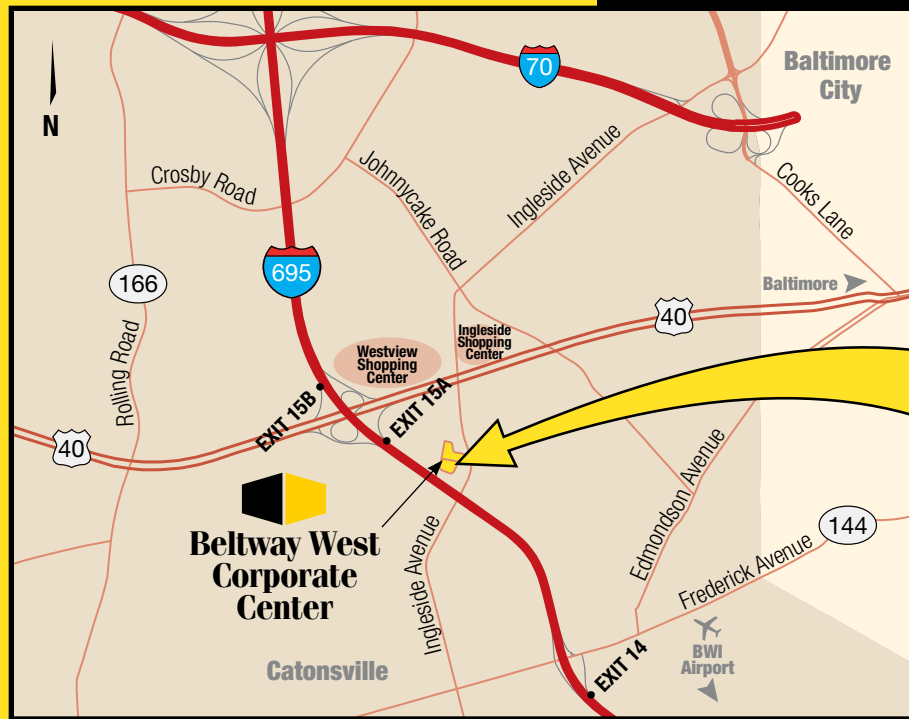 N
70
Baltimore
City
Crosby Road
Johnnycake Road
Ingleside Avenue
Cooks Lane
166
695
Baltimore
40
Rolling Road
Westview
Shopping
Center
Ingleside
Shopping
Center
EXIT 15B
EXIT 15A
40
Beltway West
Corporate
Center
Ingleside Avenue
Edmondson Avenue
144
Frederick Avenue
BWI
Airport
Catonsville
EXIT 14